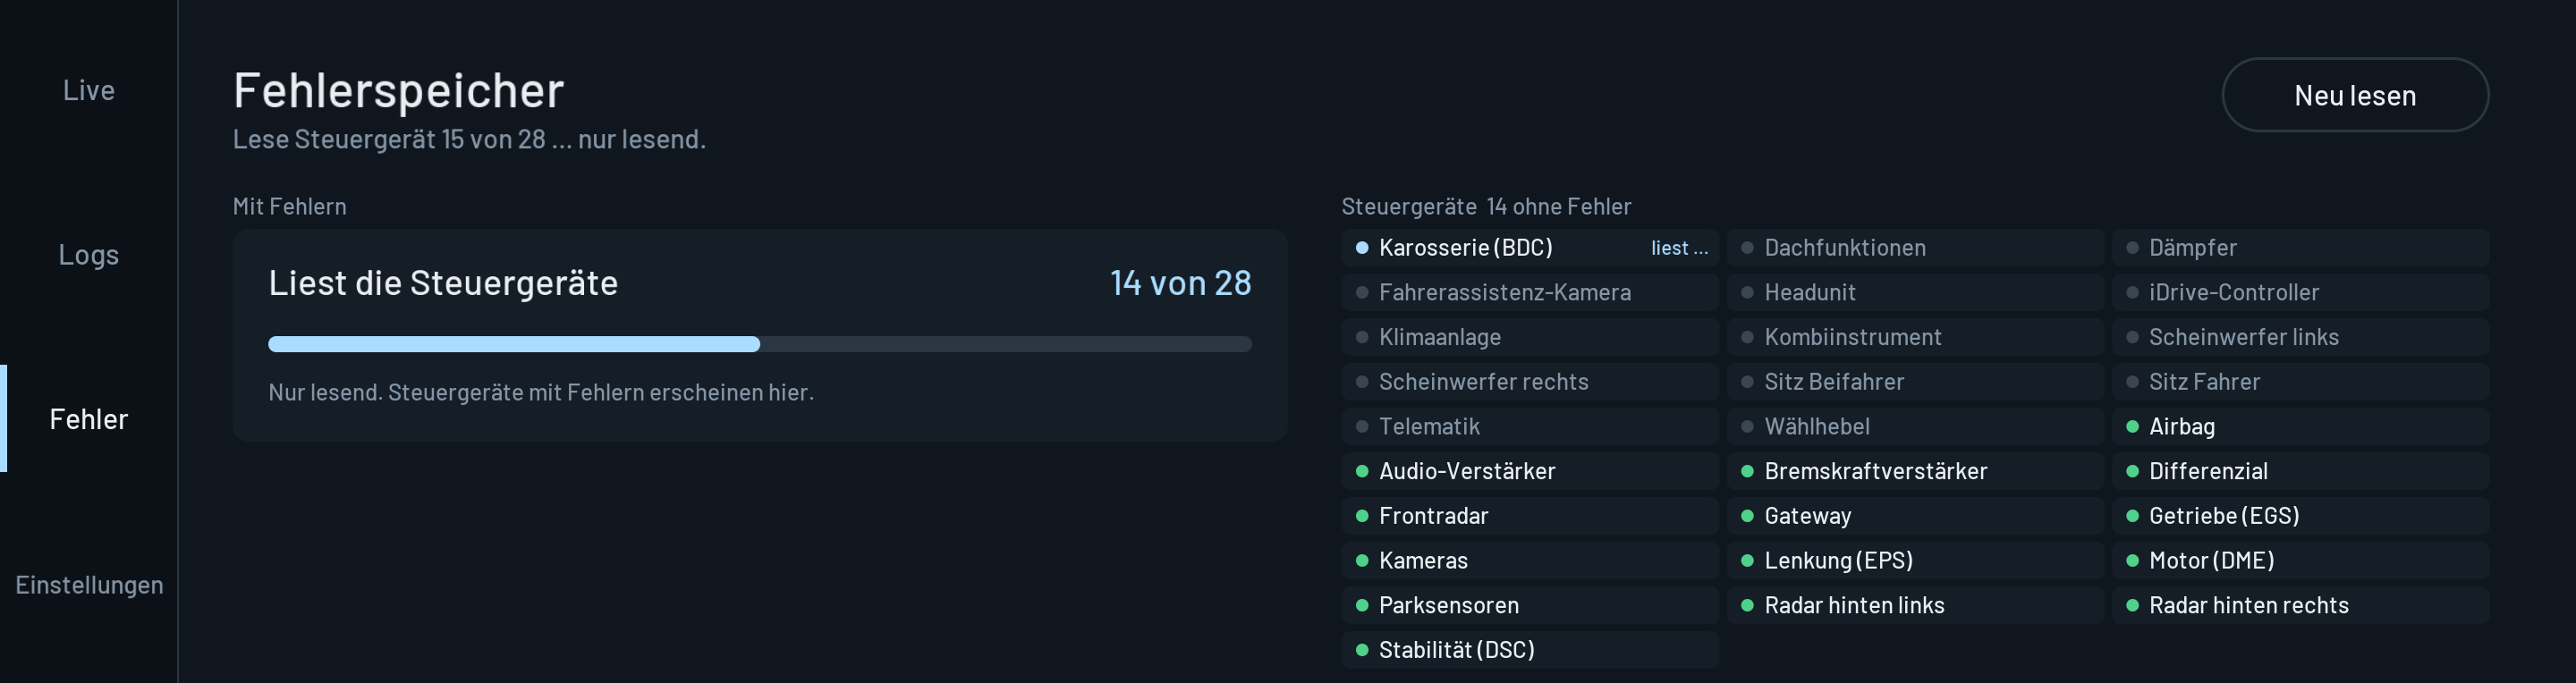 Live
Logs
Fehler
Einstellungen
Fehlerspeicher
Lese Steuergerät 15 von 28 ... nur lesend.
Neu lesen
Mit Fehlern
Liest die Steuergeräte 14 von 28
Nur lesend. Steuergeräte mit Fehlern erscheinen hier.
Steuergeräte 14 ohne Fehler
Karosserie (BDC) liest ... Dachfunktionen Dämpfer
Fahrerassistenz-Kamera Headunit iDrive-Controller
Klimaanlage Kombiinstrument Scheinwerfer links
Scheinwerfer rechts Sitz Beifahrer Sitz Fahrer
Telematik Wählhebel Airbag
Audio-Verstärker Bremskraftverstärker Differenzial
Frontradar Gateway Getriebe (EGS)
Kameras Lenkung (EPS) Motor (DME)
Parksensoren Radar hinten links Radar hinten rechts
Stabilität (DSC)